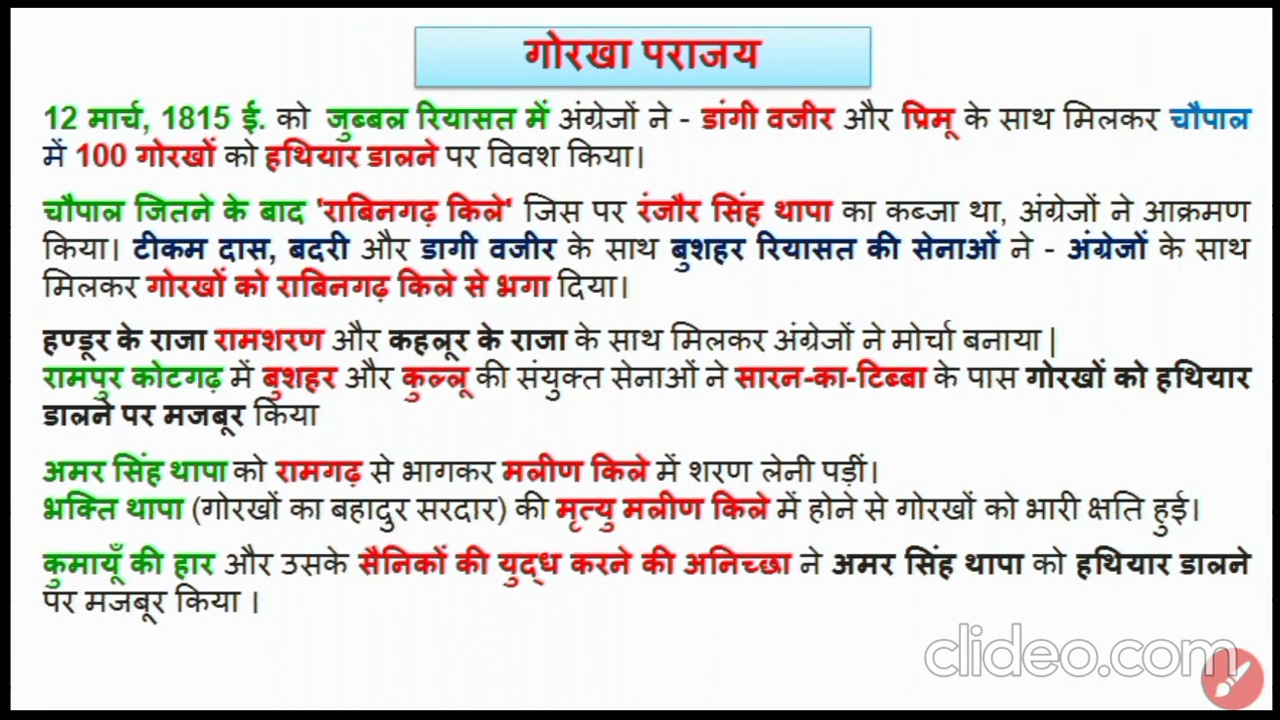 गोरखा पराजय
12 मार्च, 1815 ई. को जुब्बल रियासत में अंग्रेजों ने - डांगी वजीर और प्रिमू के साथ मिलकर चौपाल
में 100 गोरखों को हथियार डालने पर विवश किया।
चौपाल जितने के बाद 'राबिनगढ़ किले' जिस पर रंजौर सिंह थापा का कब्जा था, अंग्रेजों ने आक्रमण
किया। टीकम दास, बदरी और डागी वजीर के साथ बुशहर रियासत की सेनाओं ने - अंग्रेजों के साथ
मिलकर गोरखों को राबिनगढ़ किले से भगा दिया।
हण्डूर के राजा रामशरण और कहलूर के राजा के साथ मिलकर अंग्रेजों ने मोर्चा बनाया |
रामपुर कोटगढ़ में बुशहर और कुल्लू की संयुक्त सेनाओं ने सारन-का-टिब्बा के पास गोरखों को हथियार
डालने पर मजबूर किया
अमर सिंह थापा को रामगढ़ से भागकर मलीण किले में शरण लेनी पड़ीं।
भक्ति थापा (गोरखों का बहादुर सरदार) की मृत्यु मलीण किले में होने से गोरखों को भारी क्षति हुई।
कुमायूँ की हार और उसके सैनिकों की युद्ध करने की अनिच्छा ने अमर सिंह थापा को हथियार डालने
पर मजबूर किया ।
clideo.com